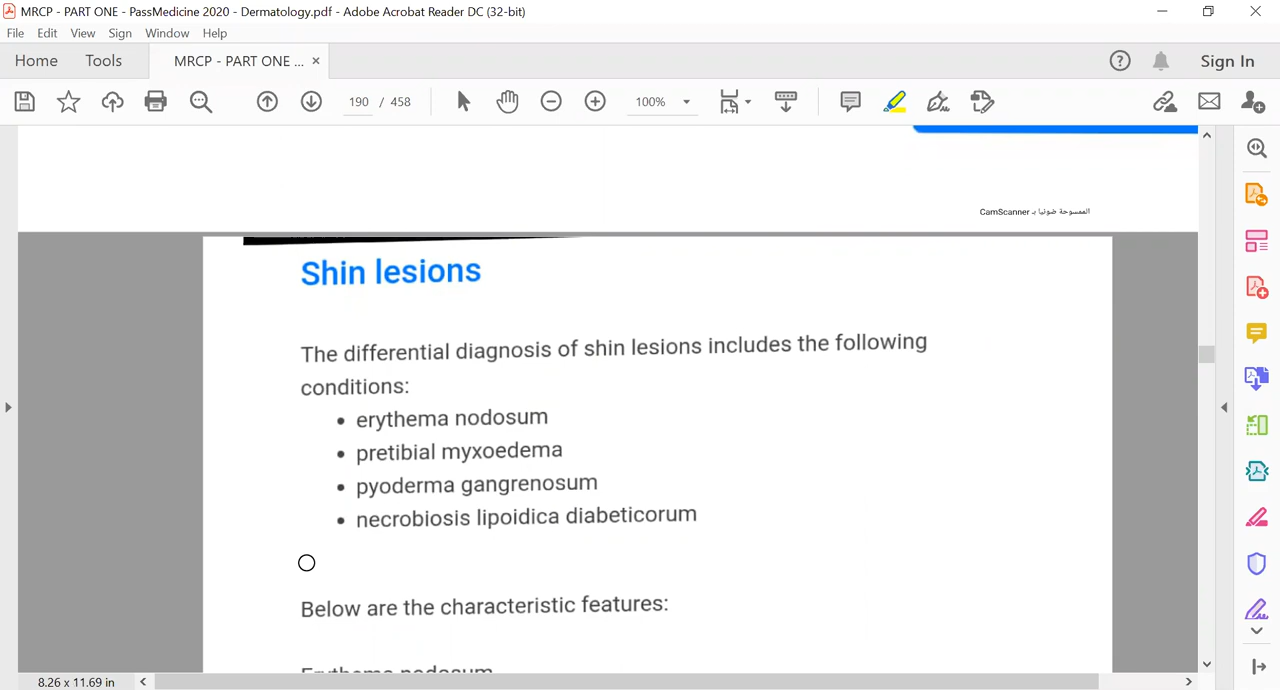 MRCP - PART ONE - PassMedicine 2020 - Dermatology.pdf - Adobe Acrobat Reader DC (32-bit)
File Edit View Sign Window Help
Home Tools MRCP - PART ONE ... × Sign In
190 / 458 100%
الممسوحة ضوئيا بـ CamScanner
Shin lesions
The differential diagnosis of shin lesions includes the following
conditions:
• erythema nodosum
• pretibial myxoedema
• pyoderma gangrenosum
• necrobiosis lipoidica diabeticorum
Below are the characteristic features:
Erythema nodosum
8.26 x 11.69 in